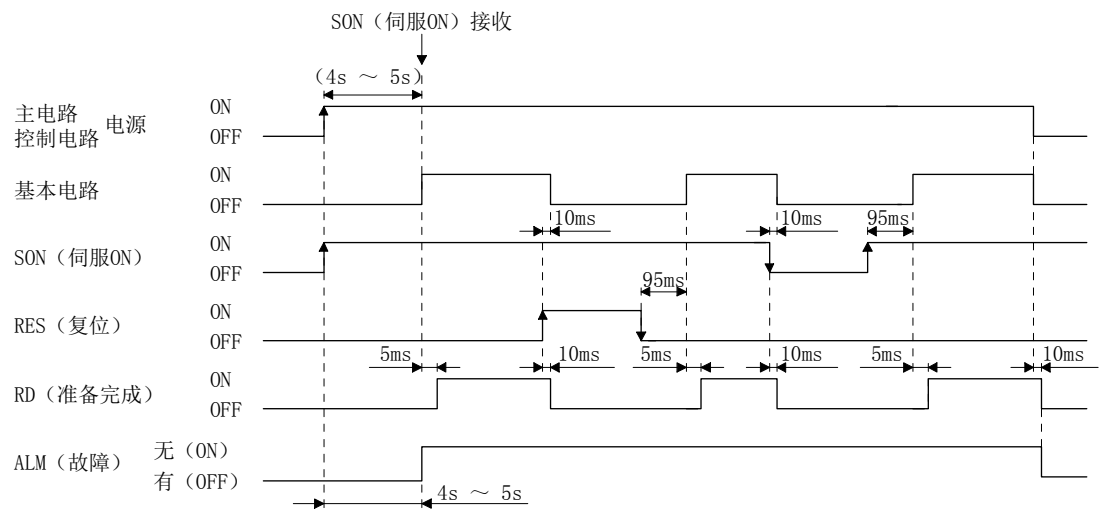 SON（伺服ON）接收
（4s ～ 5s）
主电路
控制电路
电源
ON
OFF
基本电路
ON
OFF
10ms
10ms
95ms
SON（伺服ON）
ON
OFF
95ms
RES（复位）
ON
OFF
5ms
10ms
5ms
10ms
5ms
10ms
RD（准备完成）
ON
OFF
ALM（故障）
无（ON）
有（OFF）
4s ～ 5s